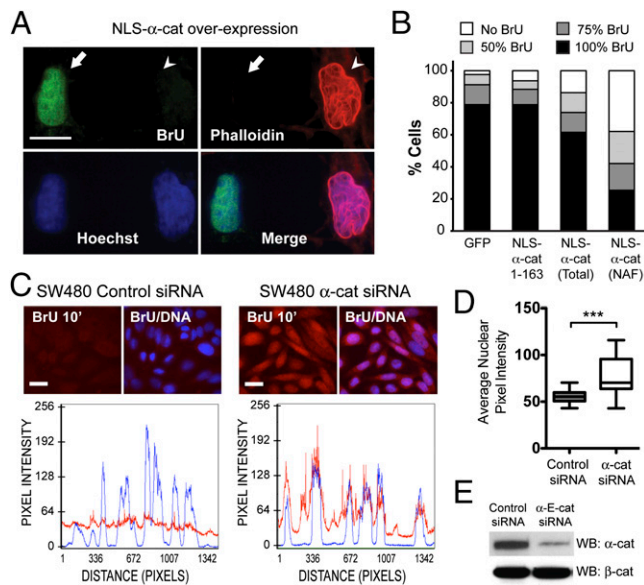 A
NLS-α-cat over-expression
BrU
Phalloidin
Hoechst
Merge
B
No BrU
75% BrU
50% BrU
100% BrU
% Cells
100
80
60
40
20
0
GFP
NLS-α-cat 1-163
NLS-α-cat (Total)
NLS-α-cat (NAF)
C
SW480 Control siRNA
SW480 α-cat siRNA
BrU 10'
BrU/DNA
BrU 10'
BrU/DNA
PIXEL INTENSITY
256
192
128
64
0
1
336
671
1007
1342
DISTANCE (PIXELS)
PIXEL INTENSITY
256
192
128
64
0
1
336
671
1007
1342
DISTANCE (PIXELS)
D
Average Nuclear
Pixel Intensity
150
100
50
0
***
Control
siRNA
α-cat
siRNA
E
Control
siRNA
α-E-cat
siRNA
WB: α-cat
WB: β-cat